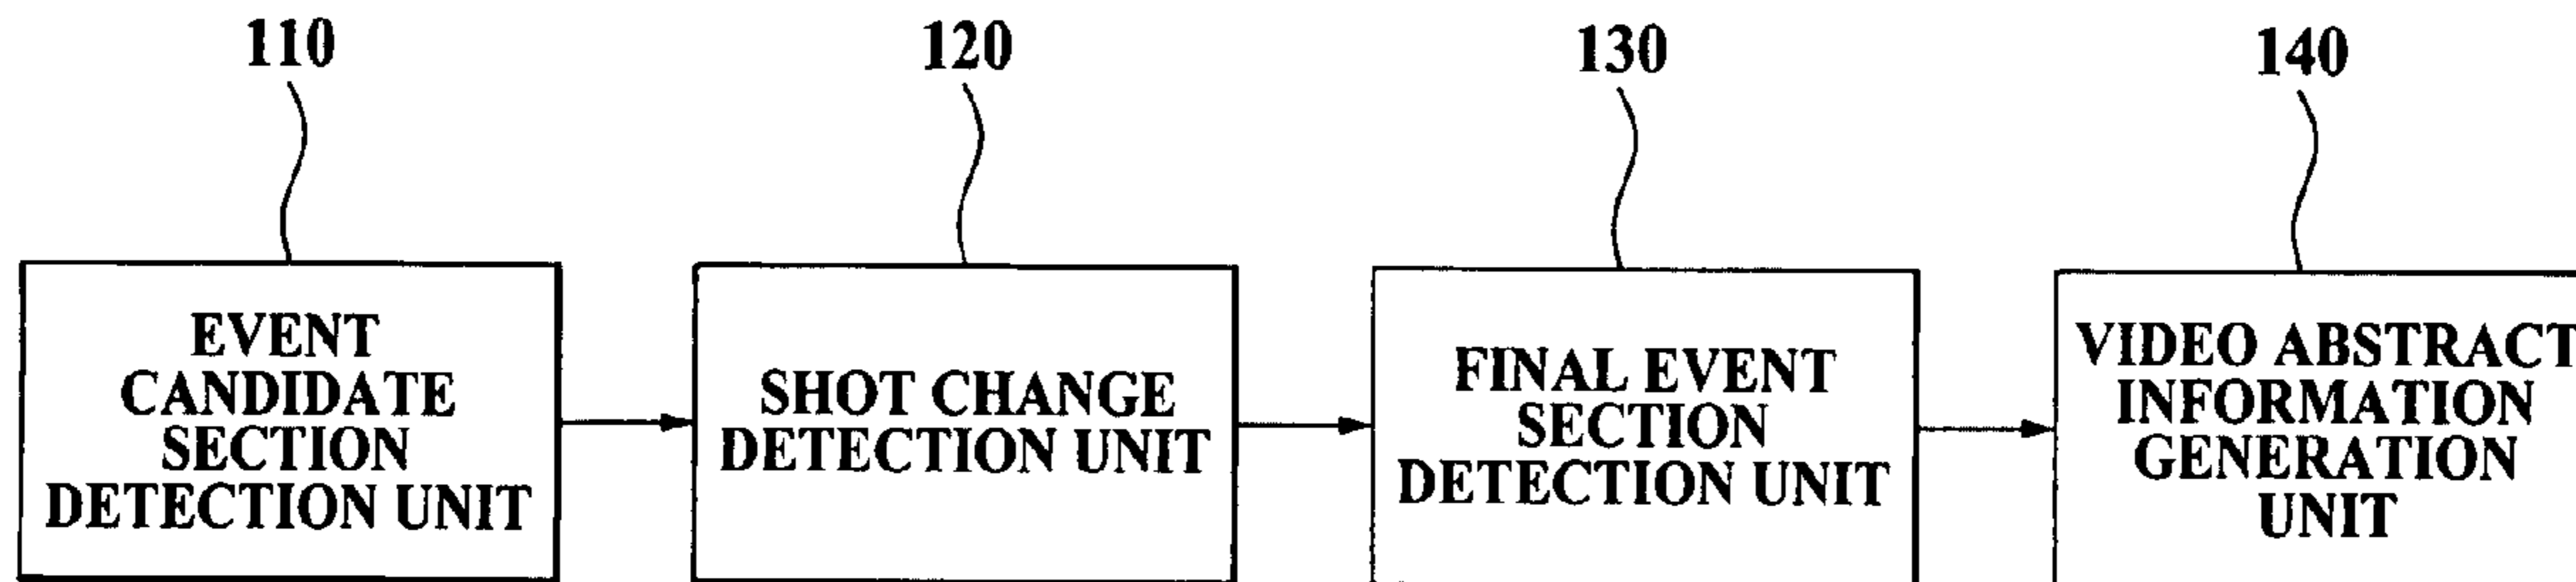 110
120
130
140
EVENT
CANDIDATE
SECTION
DETECTION UNIT
SHOT CHANGE
DETECTION UNIT
FINAL EVENT
SECTION
DETECTION UNIT
VIDEO ABSTRACT
INFORMATION
GENERATION
UNIT